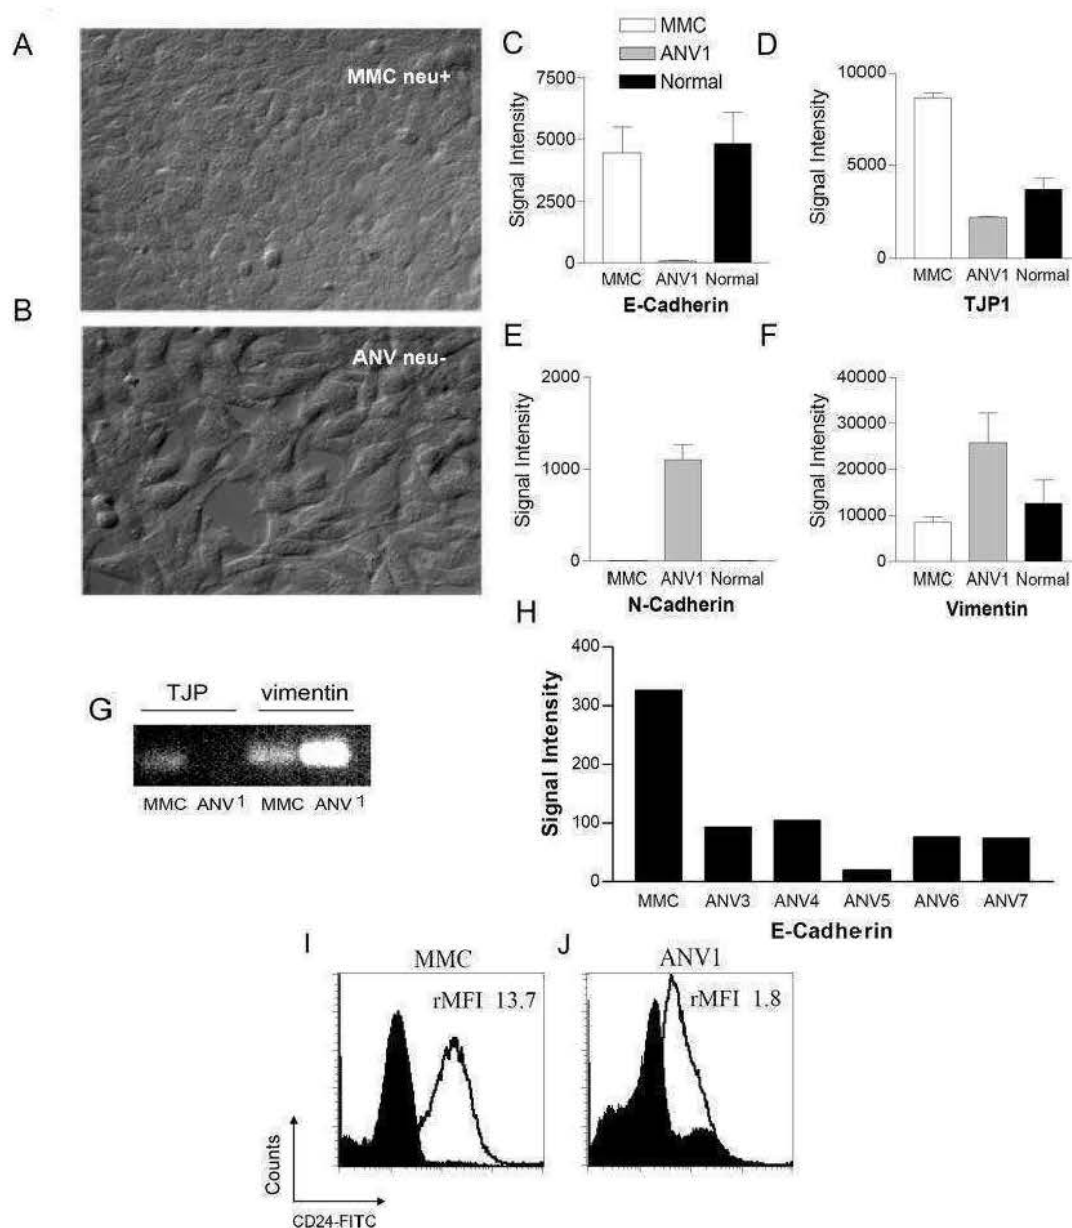 A
MMC neu+
B
ANV neu-
C
MMC
ANV1
Normal
Signal Intensity
7500
5000
2500
0
MMC ANV1 Normal
E-Cadherin
D
Signal Intensity
10000
5000
0
MMC ANV1 Normal
TJP1
E
Signal Intensity
2000
1000
0
MMC ANV1 Normal
N-Cadherin
F
Signal Intensity
40000
30000
20000
10000
0
MMC ANV1 Normal
Vimentin
G
TJP vimentin
MMC ANV1 MMC ANV1
H
Signal Intensity
400
300
200
100
0
MMC ANV3 ANV4 ANV5 ANV6 ANV7
E-Cadherin
I
MMC
rMFI 13.7
Counts
CD24-FITC
J
ANV1
rMFI 1.8